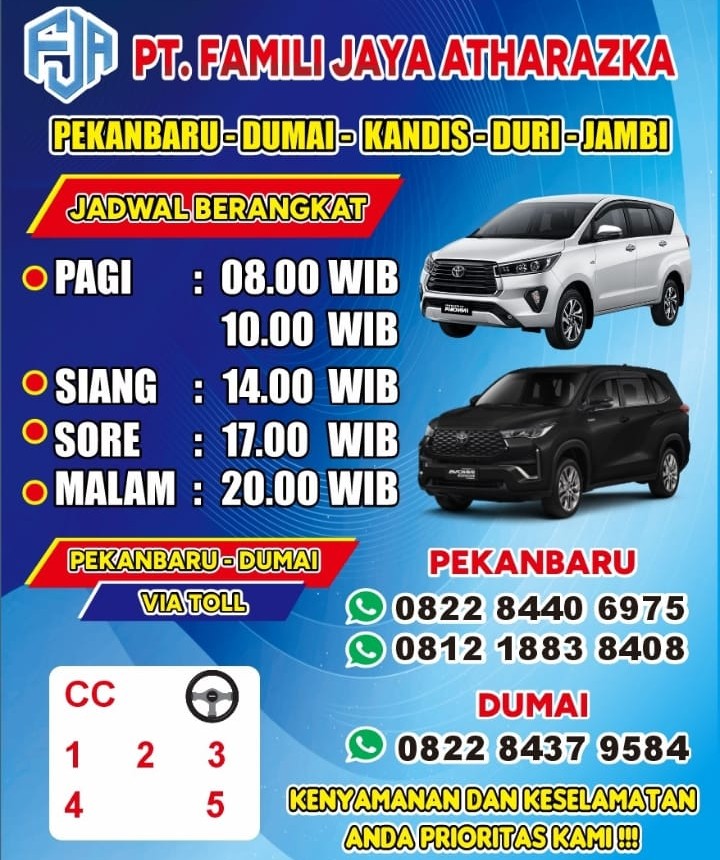 FJA
PT. FAMILI JAYA ATHARAZKA
PEKANBARU - DUMAI - KANDIS - DURI - JAMBI
JADWAL BERANGKAT
PAGI : 08.00 WIB
10.00 WIB
SIANG : 14.00 WIB
SORE : 17.00 WIB
MALAM : 20.00 WIB
PEKANBARU - DUMAI
VIA TOLL
PEKANBARU
0822 8440 6975
0812 1883 8408
DUMAI
0822 8437 9584
CC
1 2 3
4 5
KENYAMANAN DAN KESELAMATAN
ANDA PRIORITAS KAMI !!!